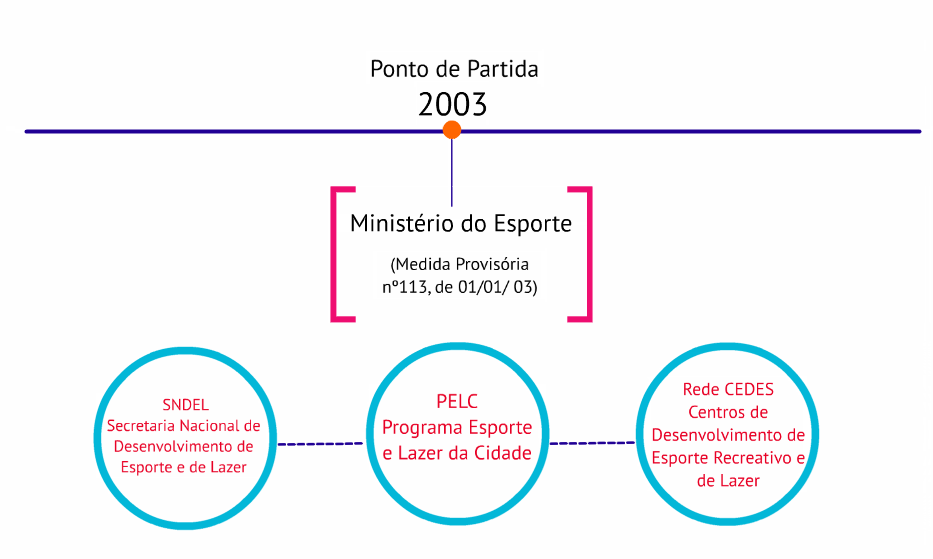 Ponto de Partida
2003
Ministério do Esporte
(Medida Provisória
nº113, de 01/01/ 03)
SNDEL
Secretaria Nacional de
Desenvolvimento de
Esporte e de Lazer
PELC
Programa Esporte
e Lazer da Cidade
Rede CEDES
Centros de
Desenvolvimento de
Esporte Recreativo e
de Lazer